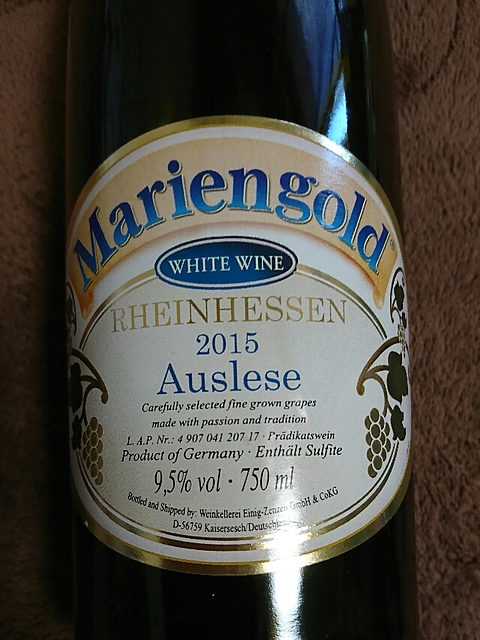 Mariengold®
WHITE WINE
RHEINHESSEN
2015
Auslese
Carefully selected fine grown grapes
made with passion and tradition
L. A.P. Nr.: 4 907 041 207 17 · Prädikatswein
Product of Germany · Enthält Sulfite
9,5% vol · 750 ml
Bottled and Shipped by: Weinkellerei Einig-Zenzen GmbH & CoKG
D-56759 Kaisersesch/Deutschland